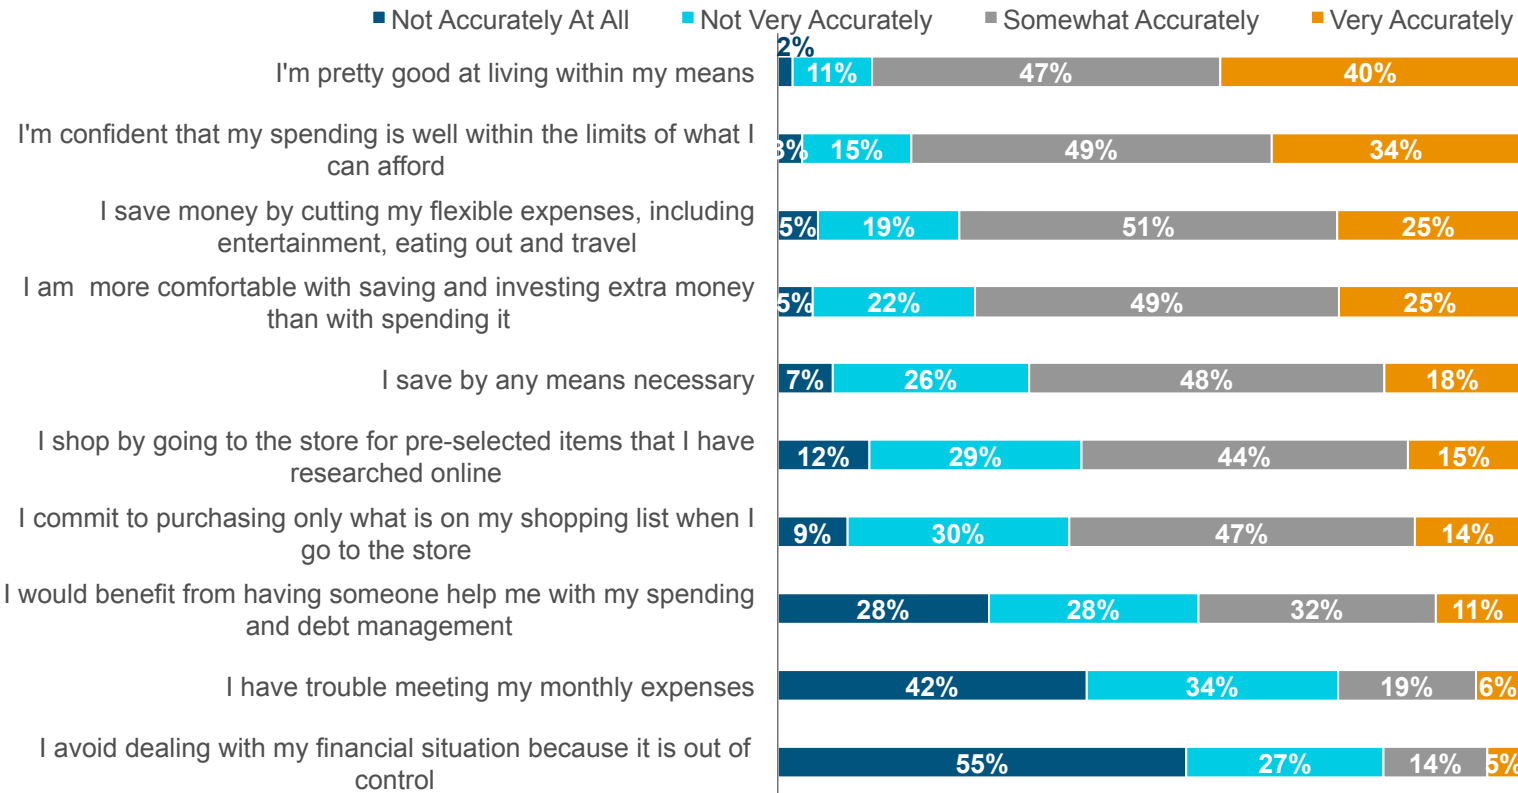 Not Accurately At All Not Very Accurately Somewhat Accurately Very Accurately
I'm pretty good at living within my means
2% 11% 47% 40%
I'm confident that my spending is well within the limits of what I
can afford
3% 15% 49% 34%
I save money by cutting my flexible expenses, including
entertainment, eating out and travel
5% 19% 51% 25%
I am  more comfortable with saving and investing extra money
than with spending it
5% 22% 49% 25%
I save by any means necessary
7% 26% 48% 18%
I shop by going to the store for pre-selected items that I have
researched online
12% 29% 44% 15%
I commit to purchasing only what is on my shopping list when I
go to the store
9% 30% 47% 14%
I would benefit from having someone help me with my spending
and debt management
28% 28% 32% 11%
I have trouble meeting my monthly expenses
42% 34% 19% 6%
I avoid dealing with my financial situation because it is out of
control
55% 27% 14% 5%